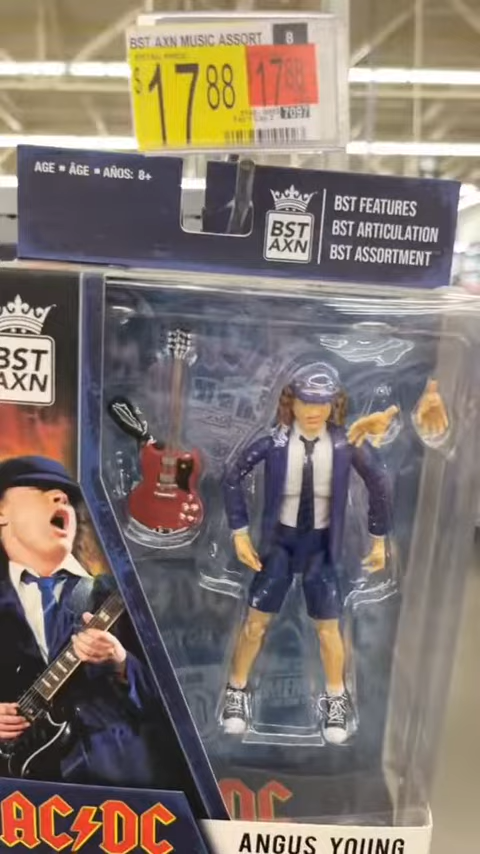 BST AXN MUSIC ASSORT 8
$17 88 17 88
7097
AGE ▪ ÂGE ▪ AÑOS: 8+
BST
AXN
BST FEATURES
BST ARTICULATION
BST ASSORTMENT
BST
AXN
AC⚡DC
DC
ANGUS YOUNG